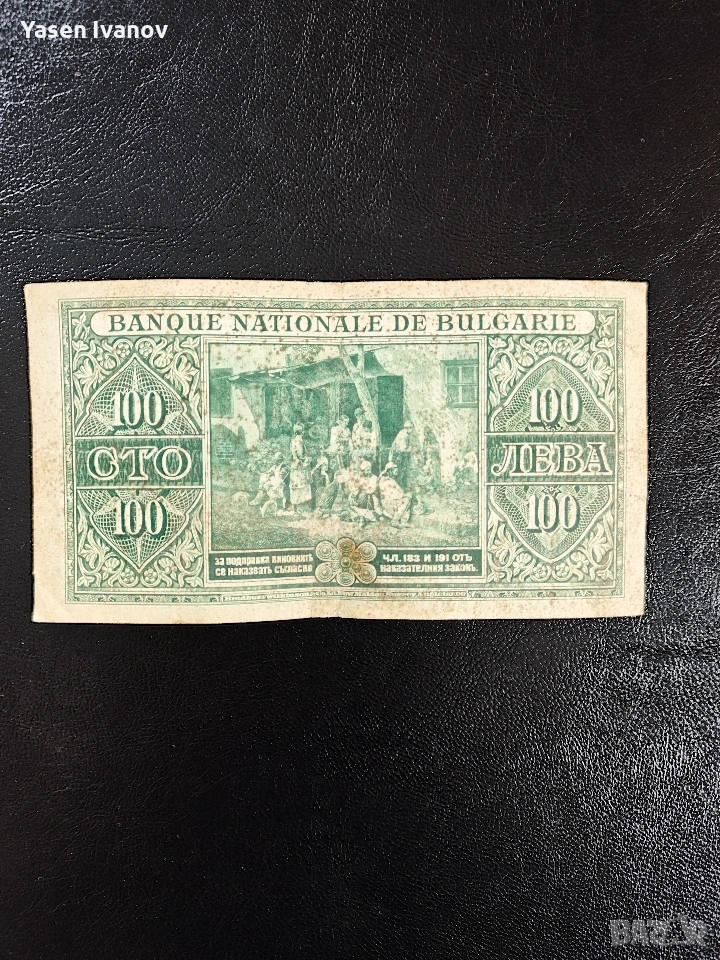 Yasen Ivanov
BANQUE NATIONALE DE BULGARIE
100
100
СТО
ЛЕВА
100
100
ЗА ПОДПРАВКА ВИНОВНИТѢ
СЕ НАКАЗВАТЪ СЪГЛАСНО
ЧЛ. 183 И 191 ОТЪ
НАКАЗАТЕЛНИЯ ЗАКОНЪ.
BAZAR